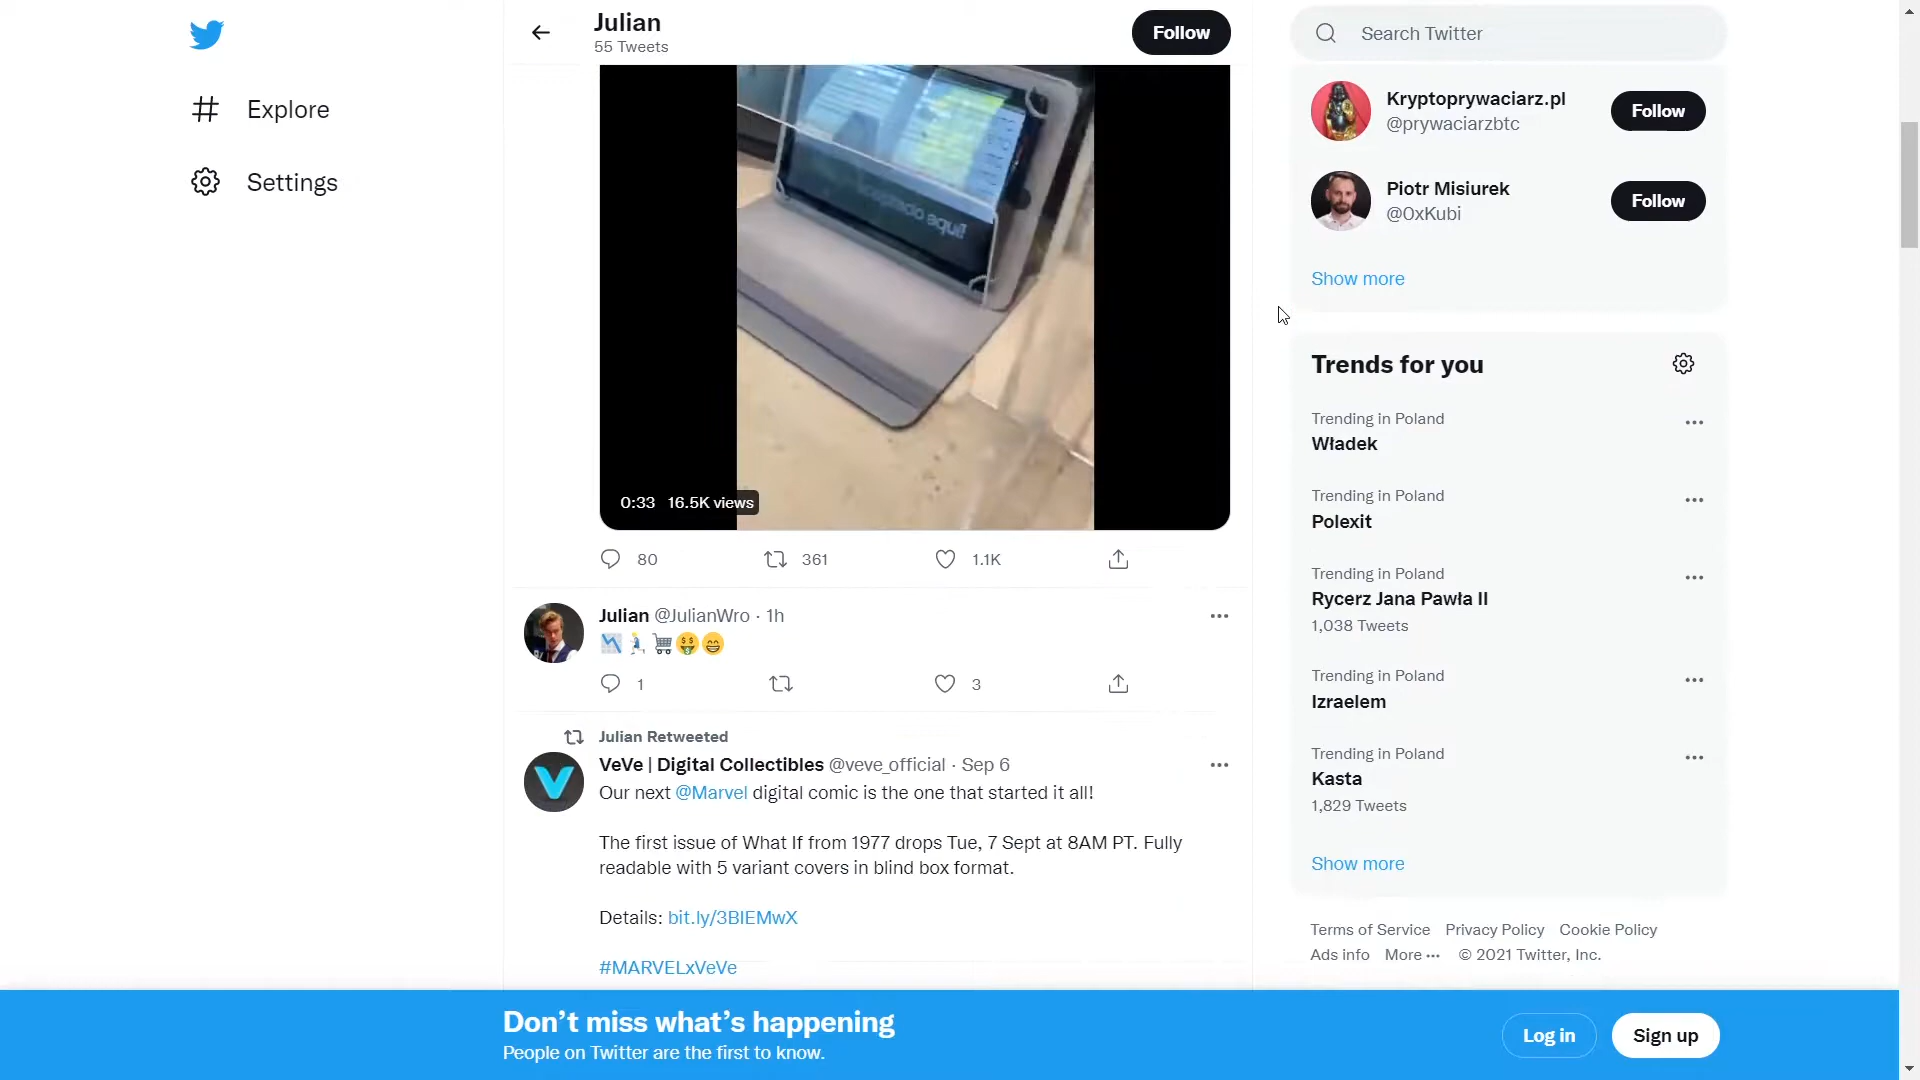 Explore
Settings
Julian
55 Tweets
Follow
0:33 16.5K views
80 361 1.1K
Julian @JulianWro · 1h
📉🏃🛒🤑😄
1 3
Julian Retweeted
VeVe | Digital Collectibles @veve_official · Sep 6
Our next @Marvel digital comic is the one that started it all!
The first issue of What If from 1977 drops Tue, 7 Sept at 8AM PT. Fully
readable with 5 variant covers in blind box format.
Details: bit.ly/3BIEMwX
#MARVELxVeVe
Search Twitter
Kryptoprywaciarz.pl
@prywaciarzbtc
Follow
Piotr Misiurek
@0xKubi
Follow
Show more
Trends for you
Trending in Poland
Władek
Trending in Poland
Polexit
Trending in Poland
Rycerz Jana Pawła II
1,038 Tweets
Trending in Poland
Izraelem
Trending in Poland
Kasta
1,829 Tweets
Show more
Terms of Service Privacy Policy Cookie Policy
Ads info More ··· © 2021 Twitter, Inc.
Don’t miss what’s happening
People on Twitter are the first to know.
Log in
Sign up